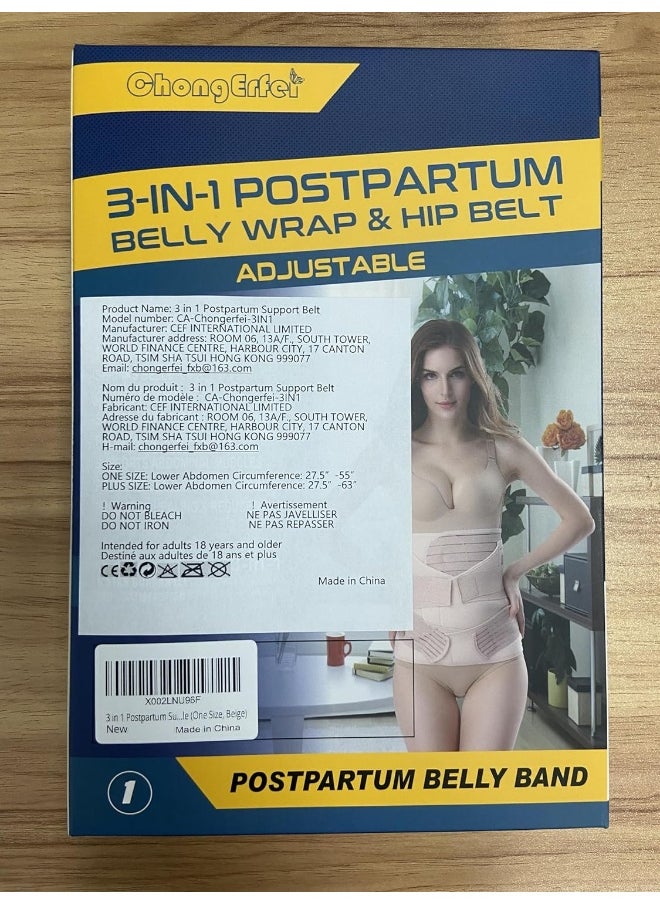 ChongErfei
3-IN-1 POSTPARTUM
BELLY WRAP & HIP BELT
ADJUSTABLE
Product Name: 3 in 1 Postpartum Support Belt
Model number: CA-Chongerfei-3IN1
Manufacturer: CEF INTERNATIONAL LIMITED
Manufacturer address: ROOM 06, 13A/F., SOUTH TOWER,
WORLD FINANCE CENTRE, HARBOUR CITY, 17 CANTON
ROAD, TSIM SHA TSUI HONG KONG 999077
Email: chongerfei_fxb@163.com
Nom du produit : 3 in 1 Postpartum Support Belt
Numéro de modèle : CA-Chongerfei-3IN1
Fabricant: CEF INTERNATIONAL LIMITED
Adresse du fabricant : ROOM 06, 13A/F., SOUTH TOWER,
WORLD FINANCE CENTRE, HARBOUR CITY, 17 CANTON
ROAD, TSIM SHA TSUI HONG KONG 999077
H-mail: chongerfei_fxb@163.com
Size:
ONE SIZE: Lower Abdomen Circumference: 27.5" -55"
PLUS SIZE: Lower Abdomen Circumference: 27.5" -63"
! Warning ! Avertissement
DO NOT BLEACH NE PAS JAVELLISER
DO NOT IRON NE PAS REPASSER
Intended for adults 18 years and older
Destiné aux adultes de 18 ans et plus
CE
Made in China
X002LNU95F
3 in 1 Postpartum Su...le (One Size, Beige)
New Made in China
1 POSTPARTUM BELLY BAND